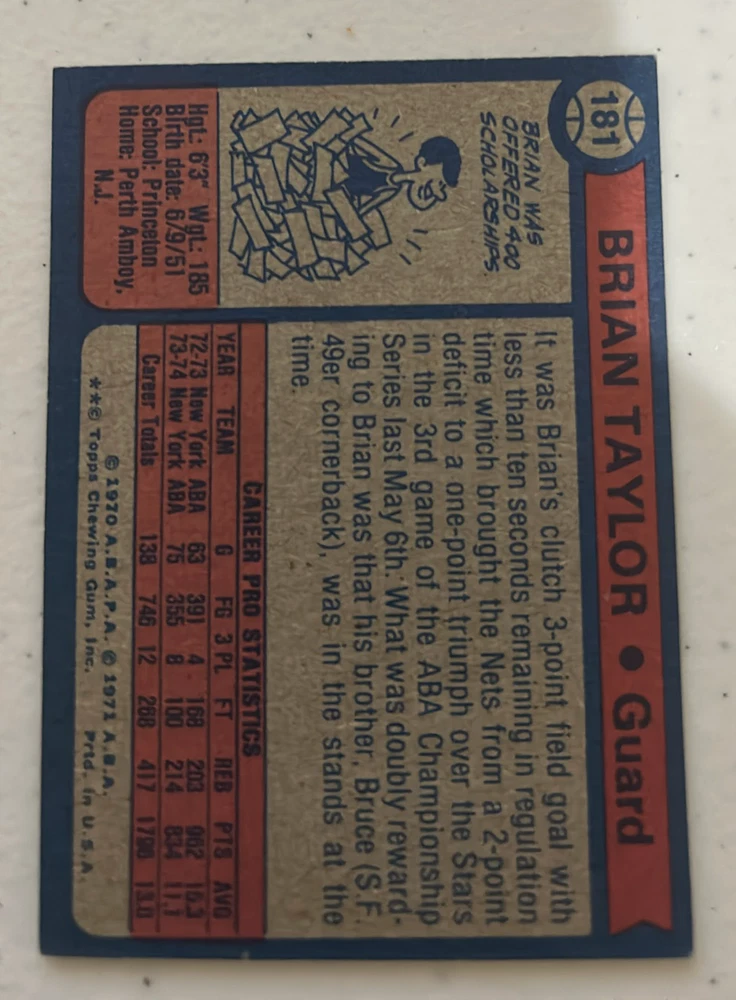 181
BRIAN TAYLOR • Guard
BRIAN WAS
OFFERED 400
SCHOLARSHIPS.
Hgt.: 6'3" Wgt.: 185
Birth date: 6/9/51
School: Princeton
Home: Perth Amboy,
N.J.
It was Brian's clutch 3-point field goal with
less than ten seconds remaining in regulation
time which brought the Nets from a 2-point
deficit to a one-point triumph over the Stars
in the 3rd game of the ABA Championship
Series last May 6th. What was doubly reward-
ing to Brian was that his brother, Bruce (S.F.
49er cornerback), was in the stands at the
time.
CAREER PRO STATISTICS
YEAR TEAM G FG 3 PL FT REB PTS AVG
72-73 New York ABA 63 391 4 168 203 962 15.3
73-74 New York ABA 75 355 8 100 214 834 11.1
Career Totals 138 746 12 268 417 1796 13.0
© 1970 A.B.A.P.A. © 1971 A.B.A.
**© Topps Chewing Gum, Inc. Prtd. in U.S.A.